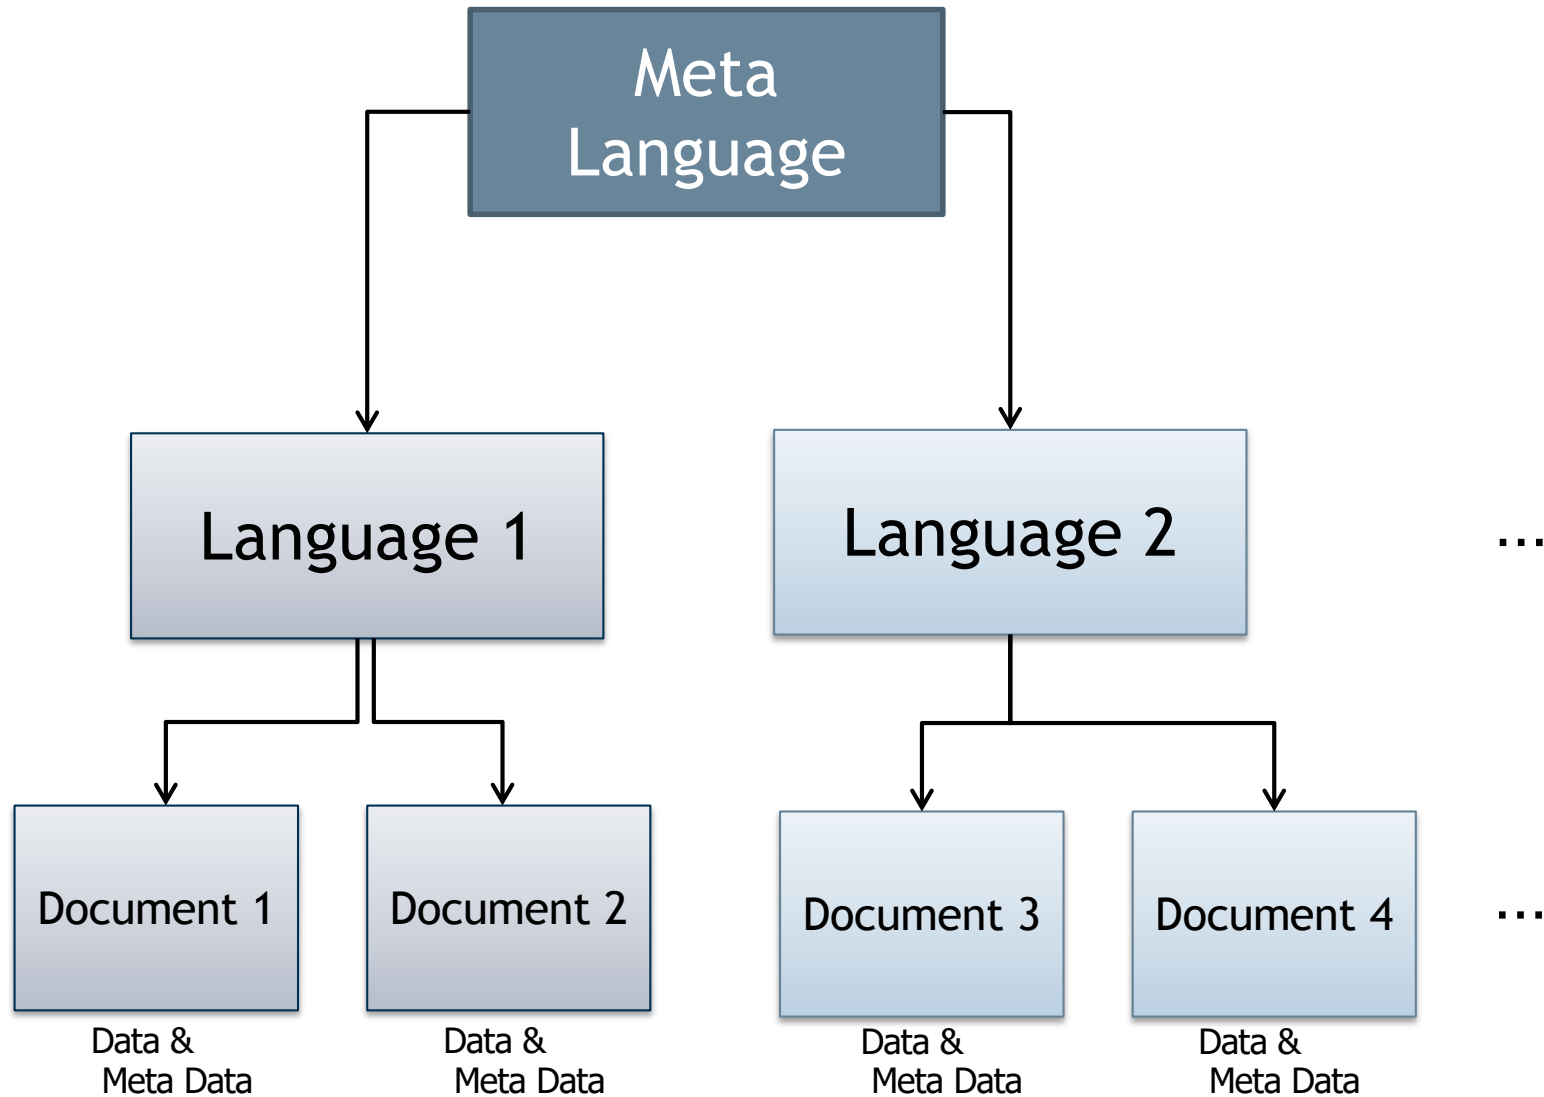 Meta
Language
Language 1
Language 2
...
Document 1
Document 2
Document 3
Document 4
...
Data &
Meta Data
Data &
Meta Data
Data &
Meta Data
Data &
Meta Data